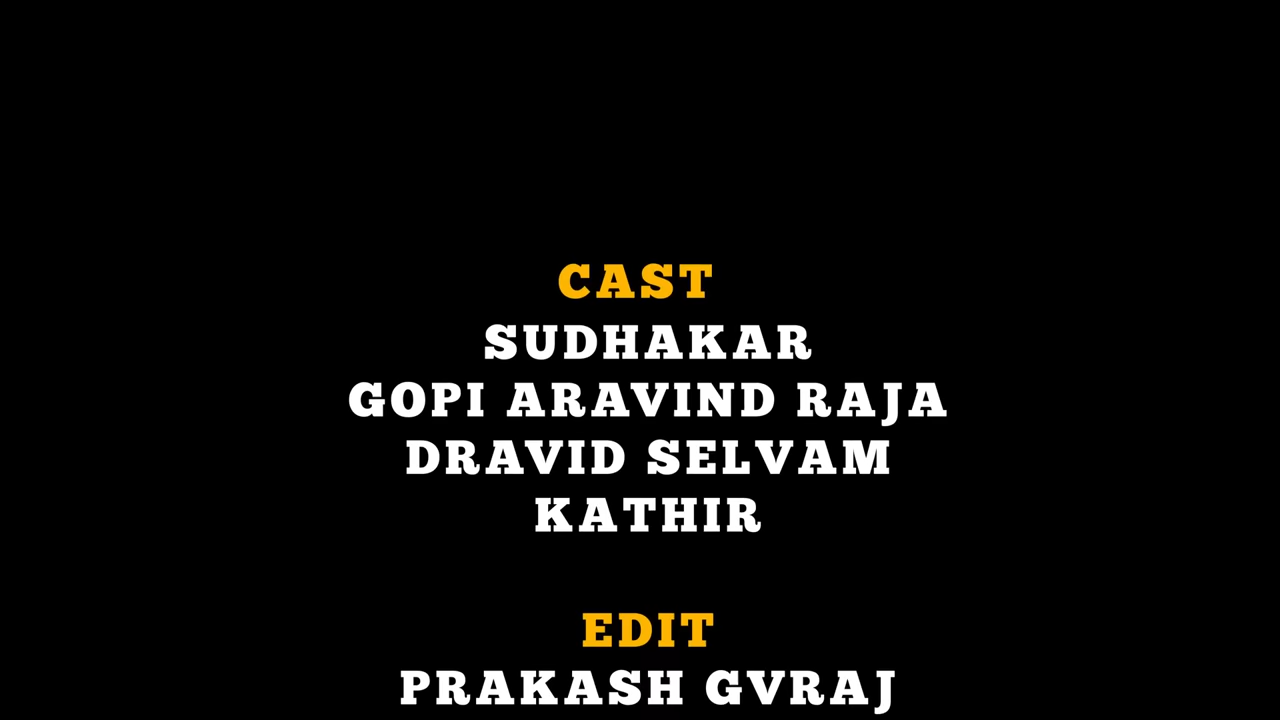 CAST
SUDHAKAR
GOPI ARAVIND RAJA
DRAVID SELVAM
KATHIR
EDIT
PRAKASH GVRAJ